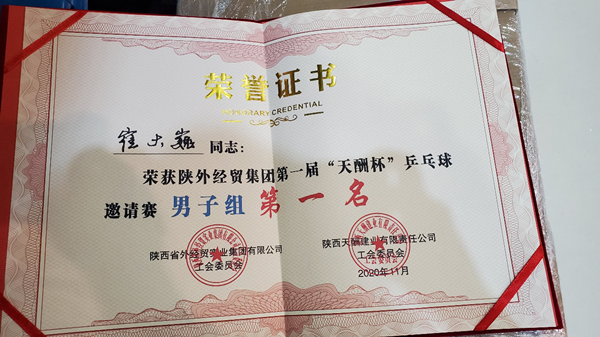 荣誉证书
HONORARY CREDENTIAL
同志：
荣获陕外经贸集团第一届“天酬杯”乒乓球
邀请赛 男子组 第一名
陕西省外经贸实业集团有限公司
工会委员会
陕西天酬建业有限责任公司
工会委员会
2020年11月